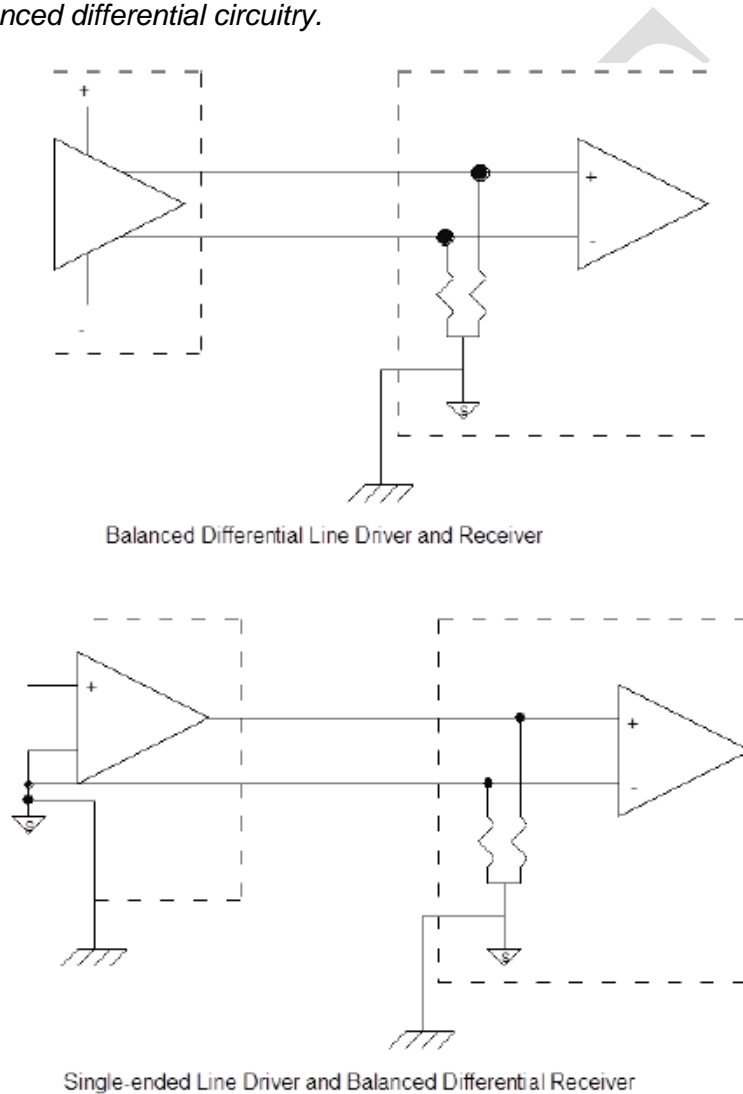 nced differential circuitry.
+
+
-
-
S
Balanced Differential Line Driver and Receiver
+
+
-
S
S
Single-ended Line Driver and Balanced Differential Receiver